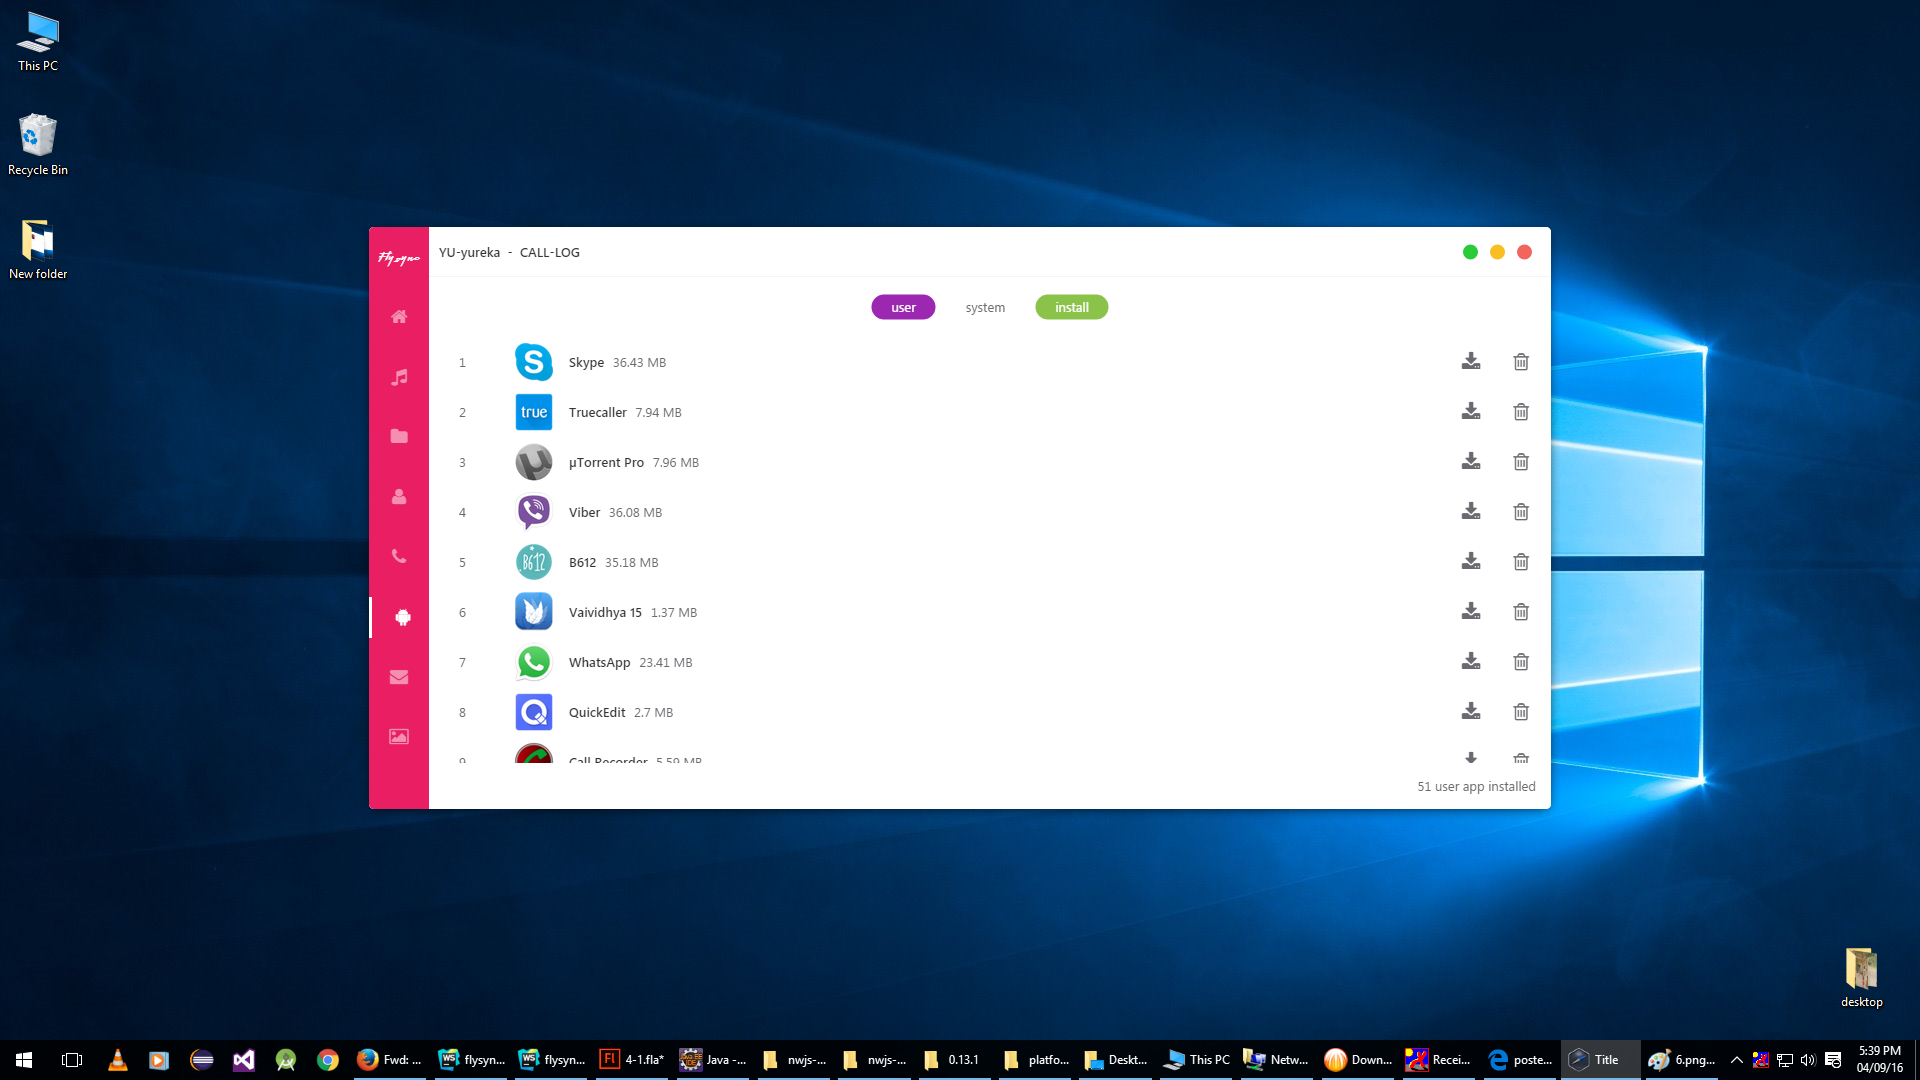 This PC
Recycle Bin
New folder
Fly sync
YU-yureka - CALL-LOG
user system install
1 S Skype 36.43 MB
2 true Truecaller 7.94 MB
3 µ µTorrent Pro 7.96 MB
4 Viber 36.08 MB
5 B612 B612 35.18 MB
6 Vaividhya 15 1.37 MB
7 WhatsApp 23.41 MB
8 QuickEdit 2.7 MB
9 Call Recorder 5.59 MB
51 user app installed
desktop
Fwd: ... WS flysyn... WS flysyn... Fl 4-1.fla* Java -... nwjs-... nwjs-... 0.13.1 platfo... Deskt... This PC Netw... Down... Recei... poste... Title 6.png... 5:39 PM
04/09/16